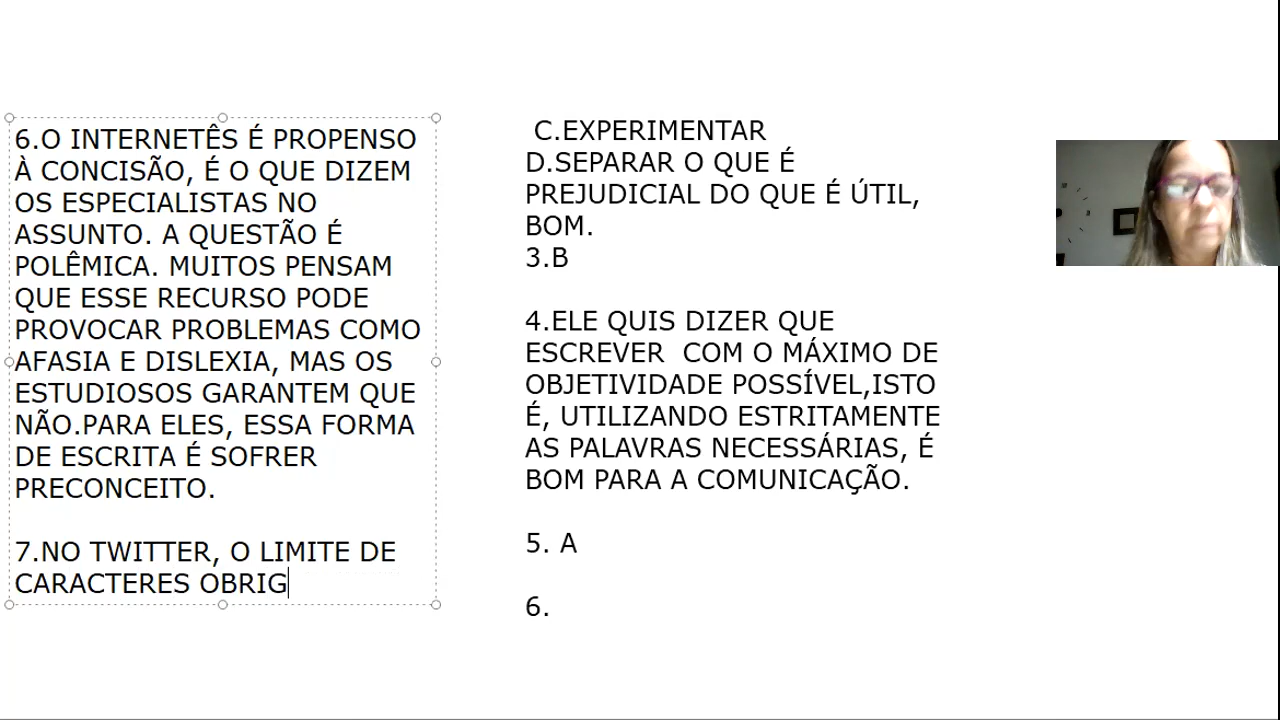 6.O INTERNETÊS É PROPENSO
À CONCISÃO, É O QUE DIZEM
OS ESPECIALISTAS NO
ASSUNTO. A QUESTÃO É
POLÊMICA. MUITOS PENSAM
QUE ESSE RECURSO PODE
PROVOCAR PROBLEMAS COMO
AFASIA E DISLEXIA, MAS OS
ESTUDIOSOS GARANTEM QUE
NÃO.PARA ELES, ESSA FORMA
DE ESCRITA É SOFRER
PRECONCEITO.
7.NO TWITTER, O LIMITE DE
CARACTERES OBRIG
C.EXPERIMENTAR
D.SEPARAR O QUE É
PREJUDICIAL DO QUE É ÚTIL,
BOM.
3.B
4.ELE QUIS DIZER QUE
ESCREVER  COM O MÁXIMO DE
OBJETIVIDADE POSSÍVEL,ISTO
É, UTILIZANDO ESTRITAMENTE
AS PALAVRAS NECESSÁRIAS, É
BOM PARA A COMUNICAÇÃO.
5. A
6.